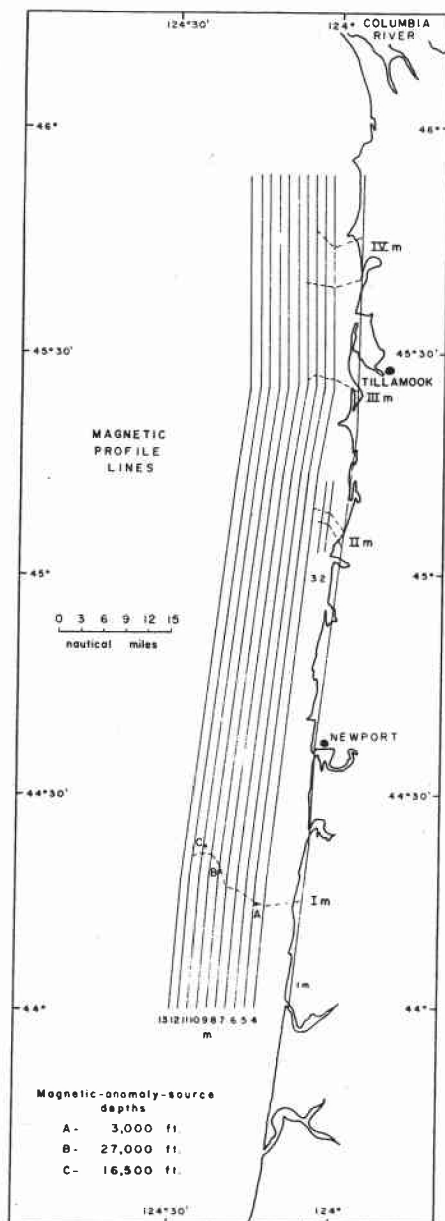 124°30'
124°
COLUMBIA
RIVER
46°
46°
IV m
45°30'
45°30'
TILLAMOOK
III m
MAGNETIC
PROFILE
LINES
II m
45°
45°
3 2
0 3 6 9 12 15
nautical miles
NEWPORT
44°30'
44°30'
C
B
A
I m
1 m
44°
44°
13 12 11 10 9 8 7 6 5 4
m
Magnetic-anomaly-source
depths
A- 3,000 ft.
B- 27,000 ft.
C- 16,500 ft.
124°30'
124°